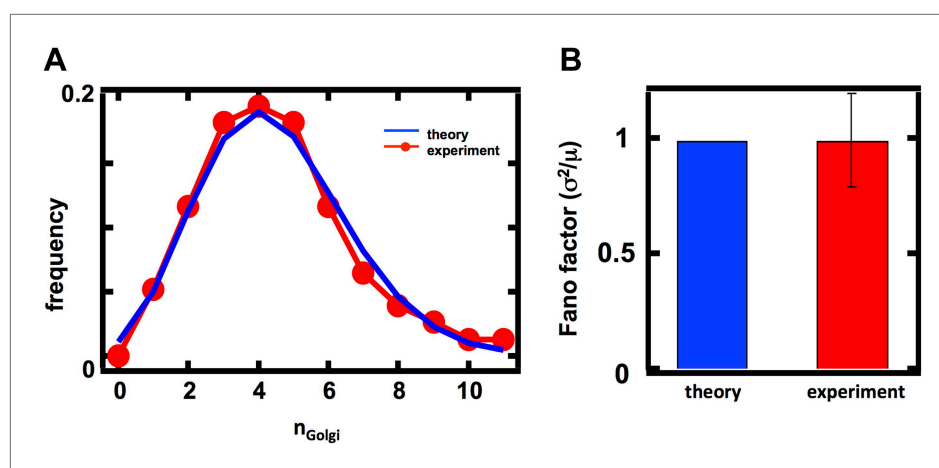 A
0.2
theory
experiment
frequency
0
0 2 4 6 8 10
nGolgi
B
Fano factor (σ²/μ)
1
0.5
0
theory experiment